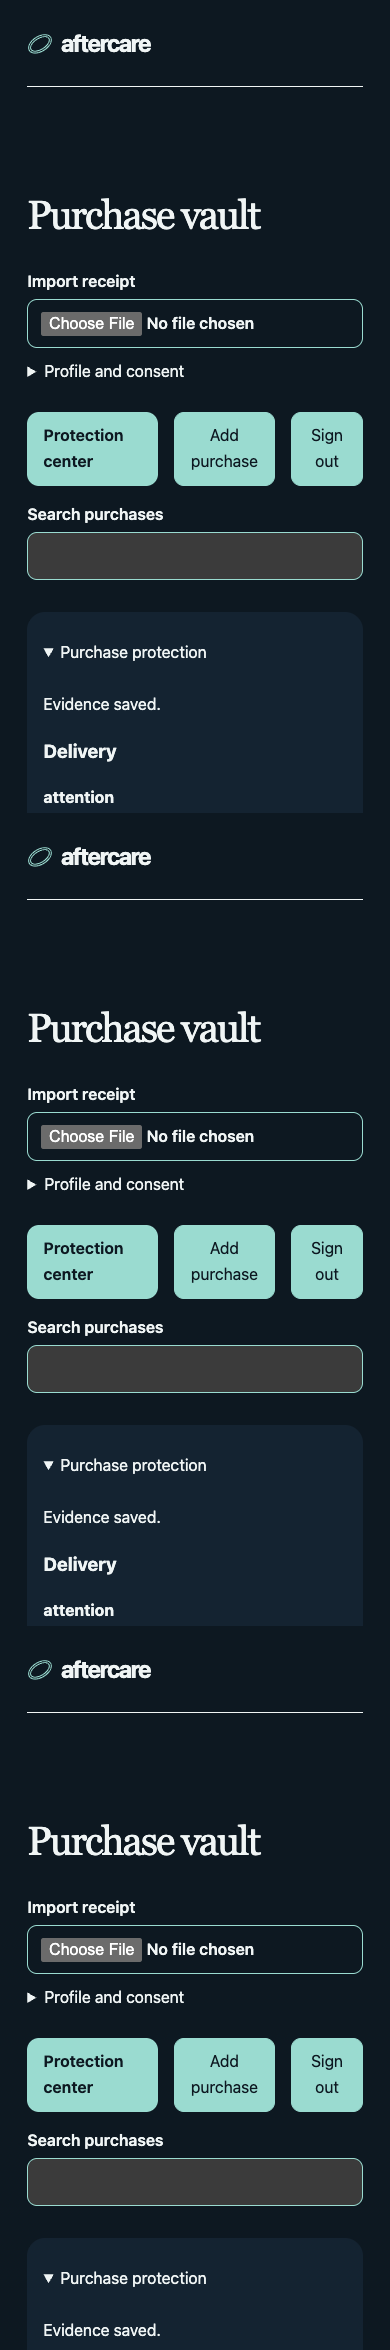 aftercare
Purchase vault
Import receipt
Choose File No file chosen
Profile and consent
Protection center
Add purchase
Sign out
Search purchases
Purchase protection
Evidence saved.
Delivery
attention
aftercare
Purchase vault
Import receipt
Choose File No file chosen
Profile and consent
Protection center
Add purchase
Sign out
Search purchases
Purchase protection
Evidence saved.
Delivery
attention
aftercare
Purchase vault
Import receipt
Choose File No file chosen
Profile and consent
Protection center
Add purchase
Sign out
Search purchases
Purchase protection
Evidence saved.